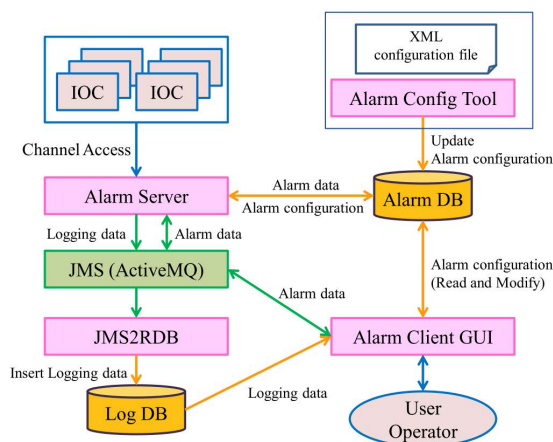 XML
configuration file
IOC
IOC
Alarm Config Tool
Channel Access
Update
Alarm configuration
Alarm Server
Alarm data
Alarm configuration
Alarm DB
Logging data
Alarm data
JMS (ActiveMQ)
Alarm configuration
(Read and Modify)
Alarm data
JMS2RDB
Alarm Client GUI
Insert Logging data
Logging data
Log DB
User
Operator